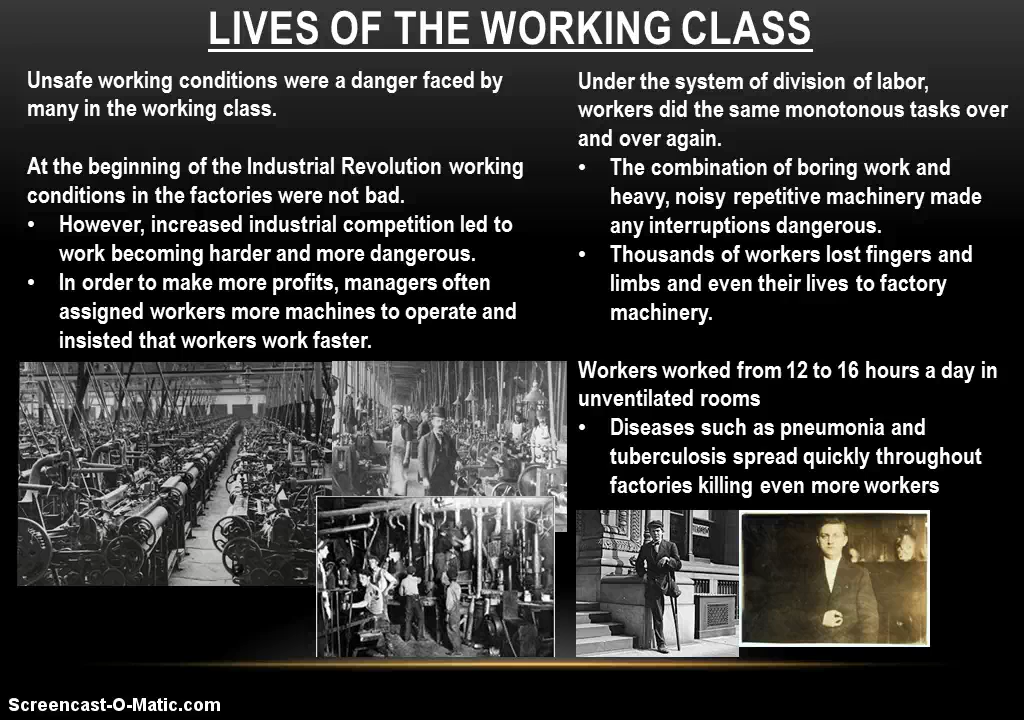 LIVES OF THE WORKING CLASS
Unsafe working conditions were a danger faced by
many in the working class.
At the beginning of the Industrial Revolution working
conditions in the factories were not bad.
• However, increased industrial competition led to
work becoming harder and more dangerous.
• In order to make more profits, managers often
assigned workers more machines to operate and
insisted that workers work faster.
Under the system of division of labor,
workers did the same monotonous tasks over
and over again.
• The combination of boring work and
heavy, noisy repetitive machinery made
any interruptions dangerous.
• Thousands of workers lost fingers and
limbs and even their lives to factory
machinery.
Workers worked from 12 to 16 hours a day in
unventilated rooms
• Diseases such as pneumonia and
tuberculosis spread quickly throughout
factories killing even more workers
Screencast-O-Matic.com